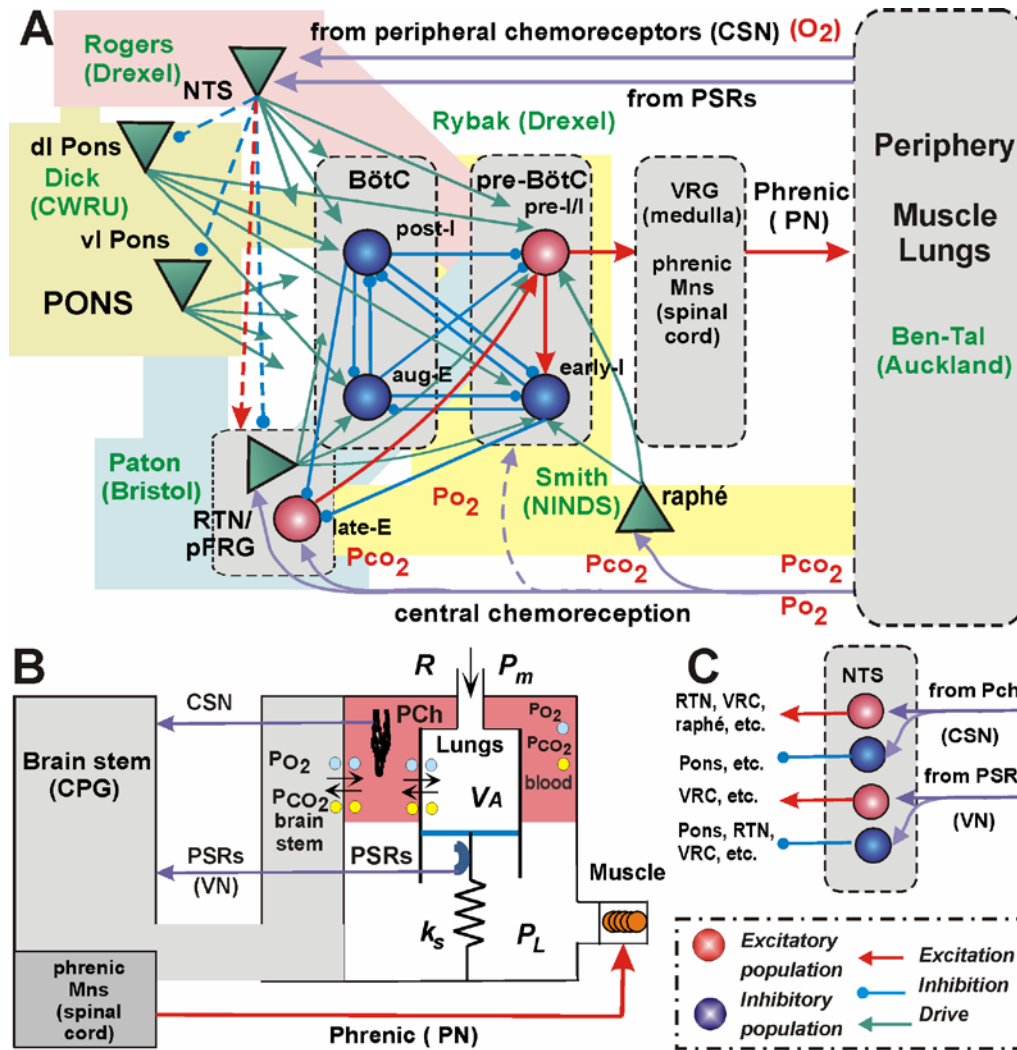 A
Rogers
(Drexel)
NTS
from peripheral chemoreceptors (CSN) (O2)
from PSRs
Rybak (Drexel)
dl Pons
Dick
(CWRU)
vl Pons
PONS
BötC
post-I
aug-E
pre-BötC
pre-I/I
early-I
VRG
(medulla)
phrenic
Mns
(spinal
cord)
Phrenic
( PN)
Periphery
Muscle
Lungs
Ben-Tal
(Auckland)
Paton
(Bristol)
RTN/
pFRG
late-E
Po2
Smith
(NINDS)
raphé
Pco2
Pco2
Pco2
Po2
central chemoreception
B
Brain stem
(CPG)
CSN
PSRs
(VN)
phrenic
Mns
(spinal
cord)
R
Pm
PCh
Lungs
VA
PO2
PCO2
blood
PO2
PCO2
brain
stem
PSRs
ks
PL
Muscle
Phrenic ( PN)
C
NTS
RTN, VRC,
raphé, etc.
Pons, etc.
VRC, etc.
Pons, RTN,
VRC, etc.
from Pch
(CSN)
from PSR
(VN)
Excitatory
population
Inhibitory
population
Excitation
Inhibition
Drive